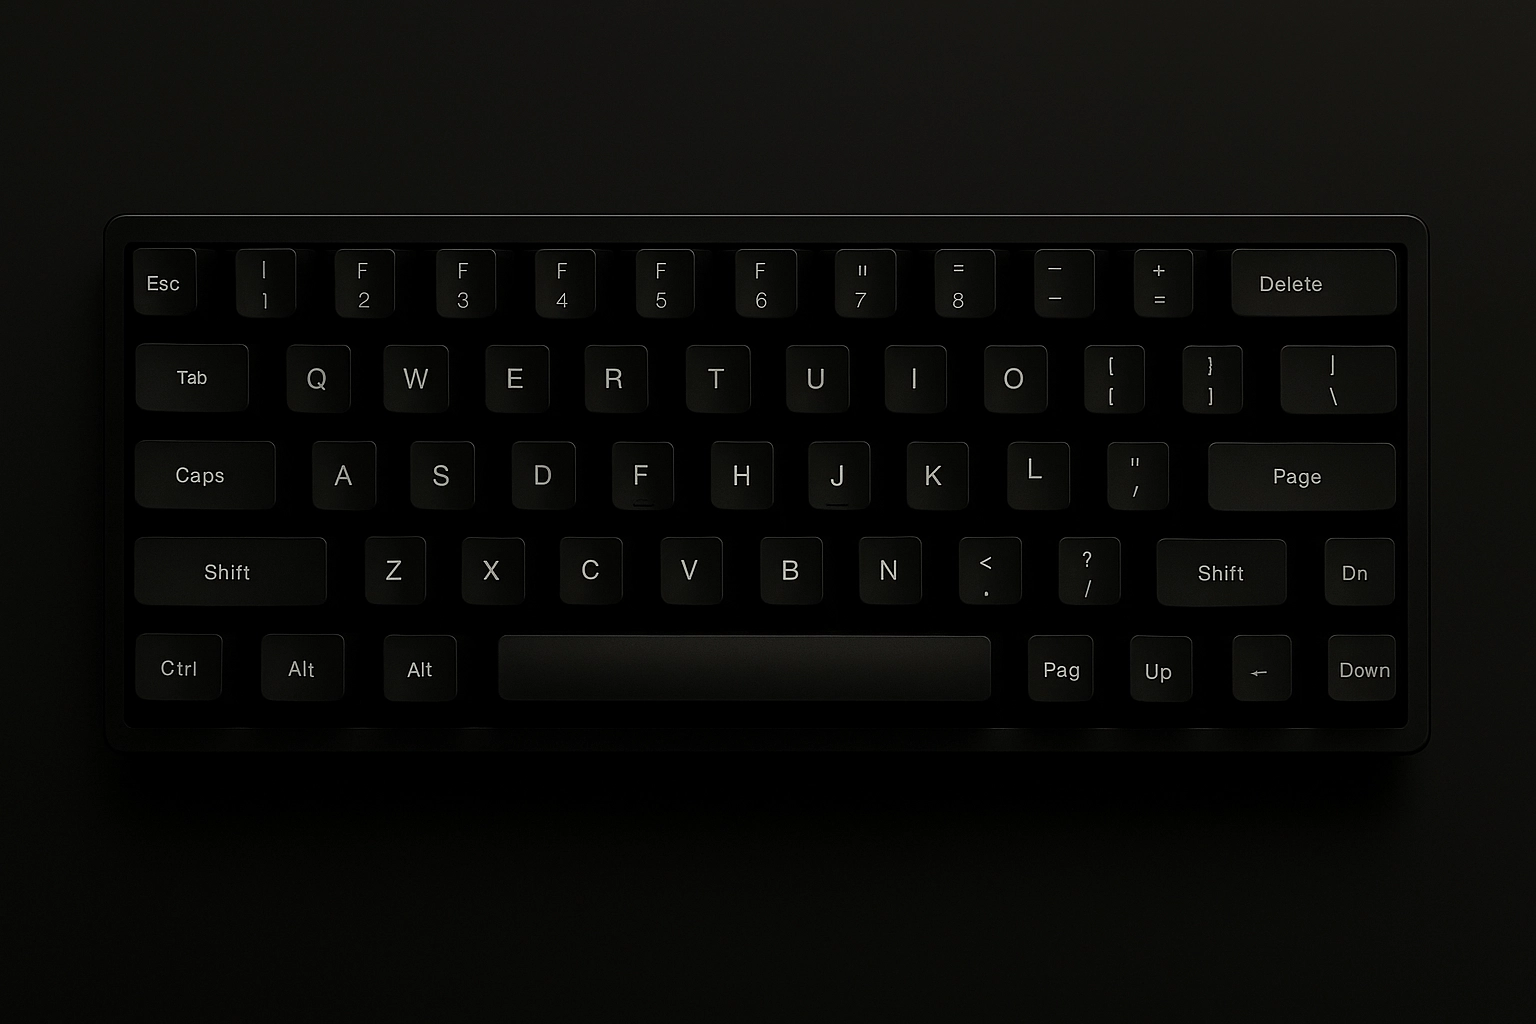 Esc | F F F F F " = — + Delete
1 2 3 4 5 6 7 8 – =
Tab Q W E R T U I O [ } ]
[ ] \
Caps A S D F H J K L " Page
,
Shift Z X C V B N < ? Shift Dn
. /
Ctrl Alt Alt Pag Up ← Down